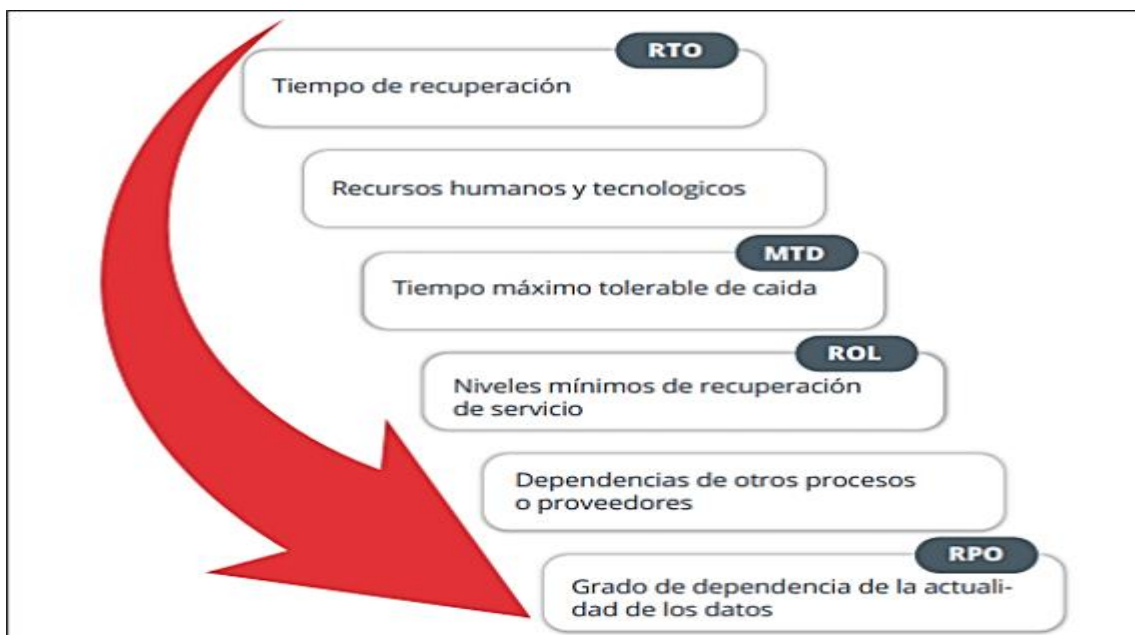 RTO
Tiempo de recuperación
Recursos humanos y tecnologicos
MTD
Tiempo máximo tolerable de caida
ROL
Niveles mínimos de recuperación
de servicio
Dependencias de otros procesos
o proveedores
RPO
Grado de dependencia de la actuali-
dad de los datos